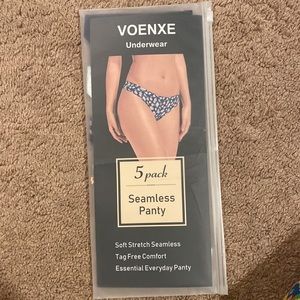 VOENXE
Underwear
5 pack
Seamless
Panty
Soft Stretch Seamless
Tag Free Comfort
Essential Everyday Panty